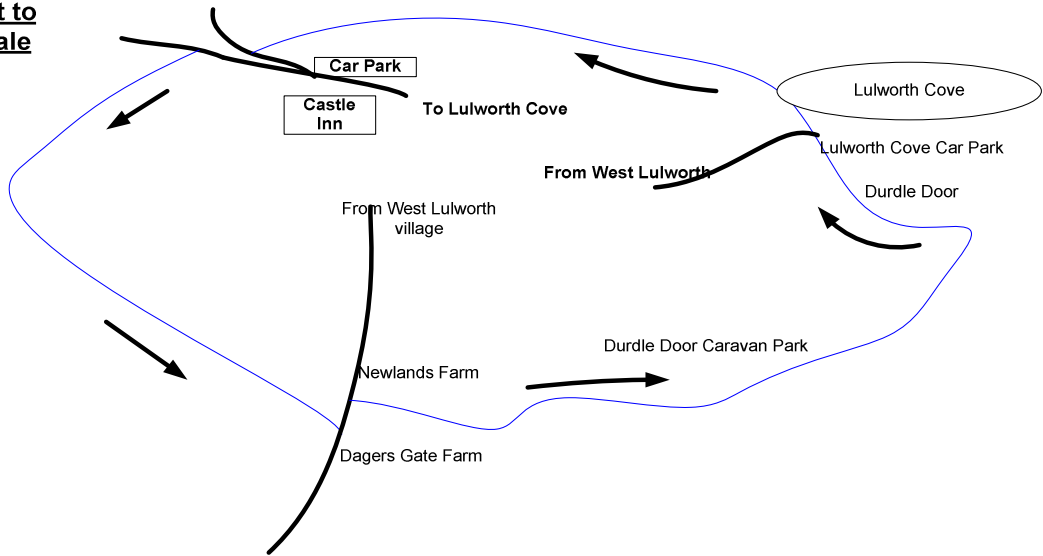 t to
ale
Car Park
Castle
Inn
To Lulworth Cove
Lulworth Cove
Lulworth Cove Car Park
From West Lulworth
Durdle Door
From West Lulworth
village
Durdle Door Caravan Park
Newlands Farm
Dagers Gate Farm